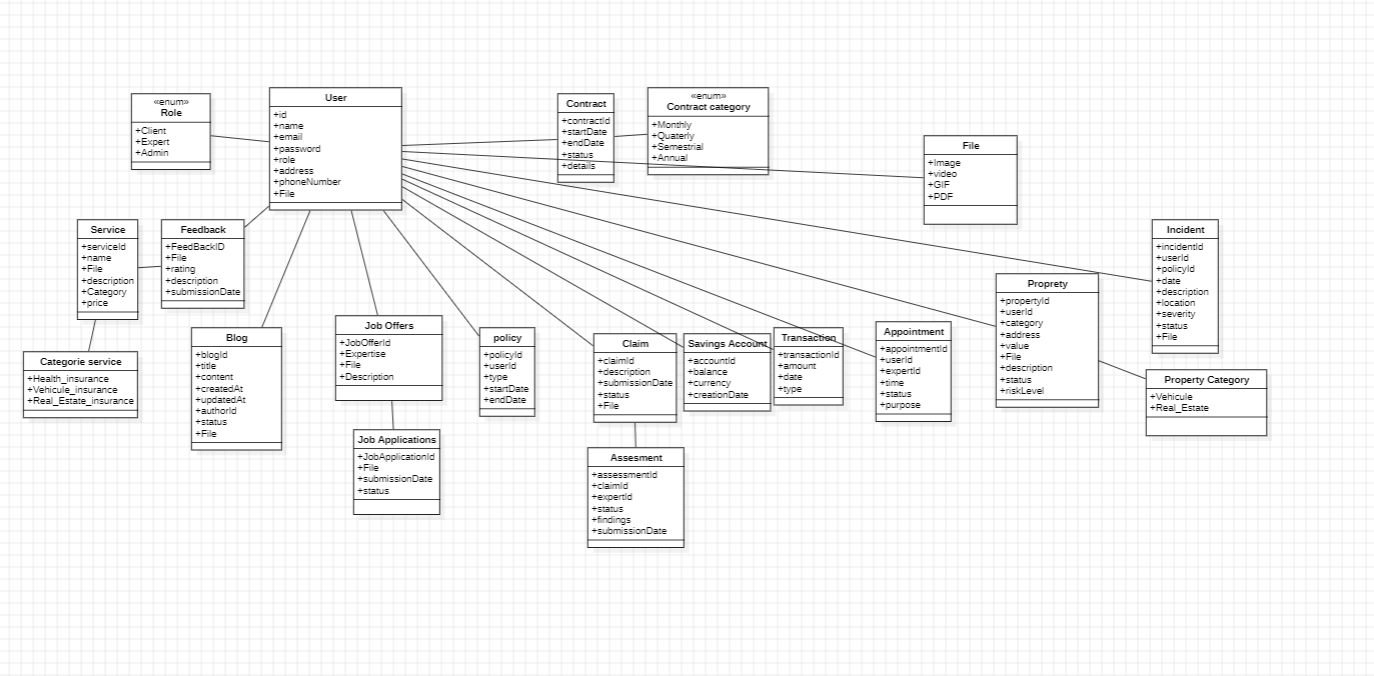 «enum»
Role
+Client
+Expert
+Admin
User
+id
+name
+email
+password
+role
+address
+phoneNumber
+File
Contract
+contractId
+startDate
+endDate
+status
+details
«enum»
Contract category
+Monthly
+Quaterly
+Semestrial
+Annual
File
+Image
+video
+GIF
+PDF
Service
+serviceId
+name
+File
+description
+Category
+price
Feedback
+FeedBackID
+File
+rating
+description
+submissionDate
Incident
+incidentId
+userId
+policyId
+date
+description
+location
+severity
+status
+File
Categorie service
+Health_insurance
+Vehicule_insurance
+Real_Estate_insurance
Blog
+blogId
+title
+content
+createdAt
+updatedAt
+authorId
+status
+File
Job Offers
+JobOfferId
+Expertise
+File
+Description
policy
+policyId
+userId
+type
+startDate
+endDate
Claim
+claimId
+description
+submissionDate
+status
+File
Savings Account
+accountId
+balance
+currency
+creationDate
Transaction
+transactionId
+amount
+date
+type
Appointment
+appointmentId
+userId
+expertId
+time
+status
+purpose
Proprety
+propertyId
+userId
+category
+address
+value
+File
+description
+status
+riskLevel
Property Category
+Vehicule
+Real_Estate
Job Applications
+JobApplicationId
+File
+submissionDate
+status
Assesment
+assessmentId
+claimId
+expertId
+status
+findings
+submissionDate